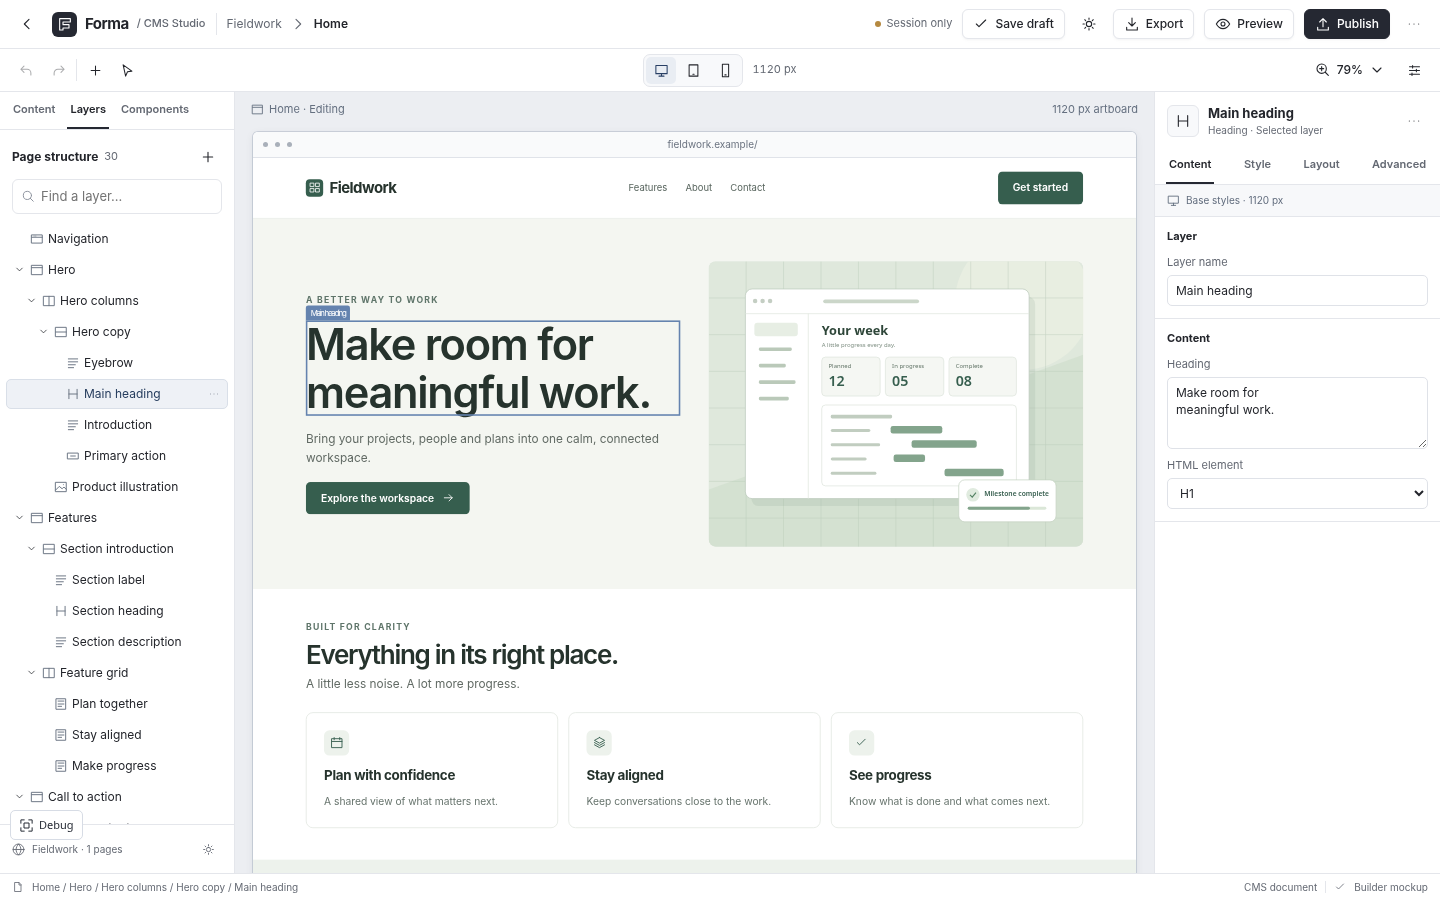 Forma / CMS Studio Fieldwork Home
Session only Save draft Export Preview Publish
1120 px
79%
Content Layers Components
Page structure 30
Find a layer...
Navigation
Hero
Hero columns
Hero copy
Eyebrow
Main heading
Introduction
Primary action
Product illustration
Features
Section introduction
Section label
Section heading
Section description
Feature grid
Plan together
Stay aligned
Make progress
Call to action
Debug
Fieldwork · 1 pages
Home · Editing
1120 px artboard
fieldwork.example/
Fieldwork
Features About Contact
Get started
A BETTER WAY TO WORK
Main heading
Make room for
meaningful work.
Bring your projects, people and plans into one calm, connected
workspace.
Explore the workspace
Your week
A little progress every day.
Planned In progress Complete
12 05 08
Milestone complete
BUILT FOR CLARITY
Everything in its right place.
A little less noise. A lot more progress.
Plan with confidence
A shared view of what matters next.
Stay aligned
Keep conversations close to the work.
See progress
Know what is done and what comes next.
Main heading
Heading · Selected layer
Content Style Layout Advanced
Base styles · 1120 px
Layer
Layer name
Main heading
Content
Heading
Make room for
meaningful work.
HTML element
H1
Home / Hero / Hero columns / Hero copy / Main heading
CMS document Builder mockup